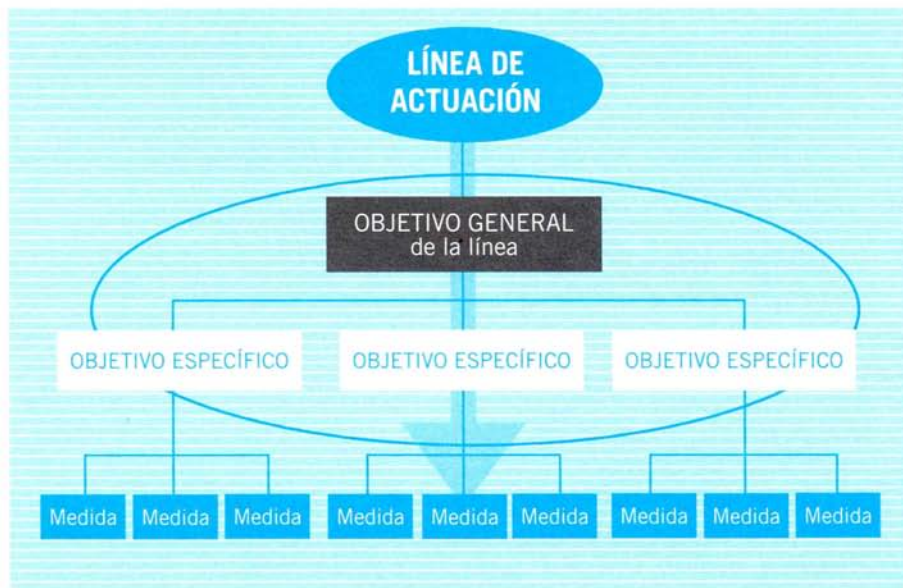 LÍNEA DE
ACTUACIÓN
OBJETIVO GENERAL
de la línea
OBJETIVO ESPECÍFICO
OBJETIVO ESPECÍFICO
OBJETIVO ESPECÍFICO
Medida
Medida
Medida
Medida
Medida
Medida
Medida
Medida
Medida